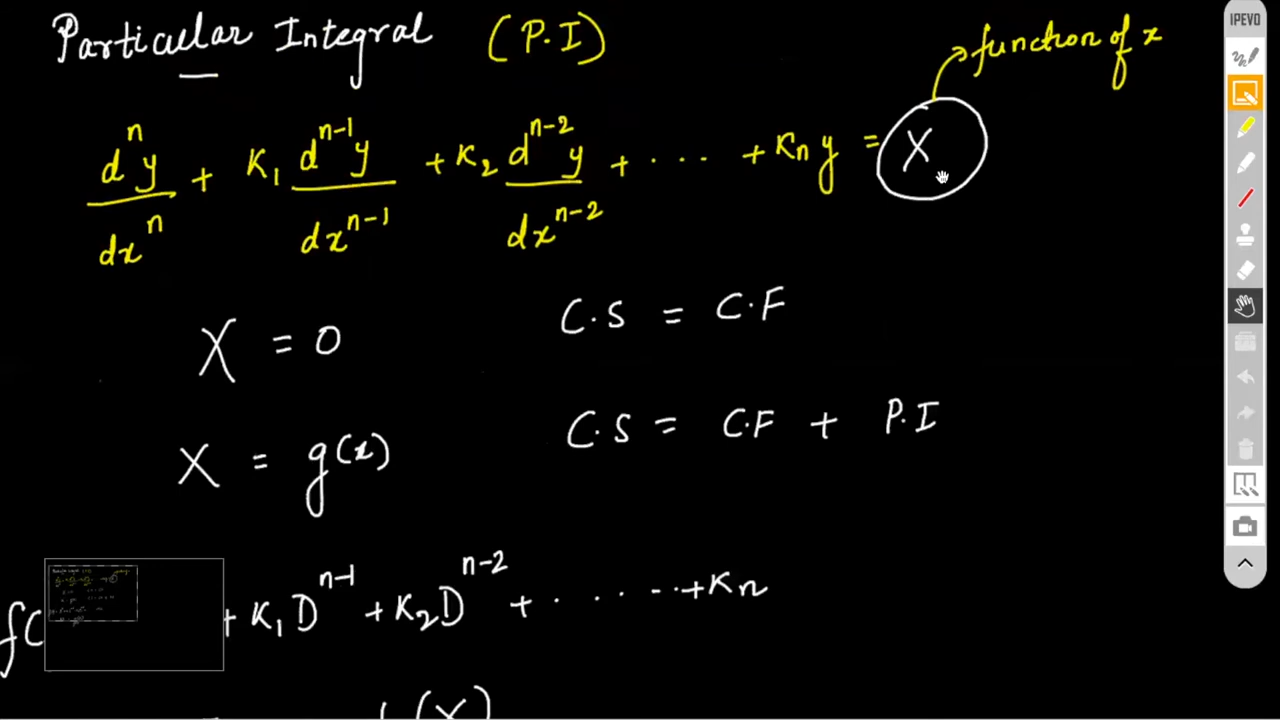 Particular Integral (P.I)
function of x
dⁿy/dxⁿ + K₁ dⁿ⁻¹y/dxⁿ⁻¹ + K₂ dⁿ⁻²y/dxⁿ⁻² + ··· + Kₙy = X
X = 0 C.S = C.F
X = g(x) C.S = C.F + P.I
+ K₁Dⁿ⁻¹ + K₂Dⁿ⁻² + ····· + Kn
(X)
IPEVO